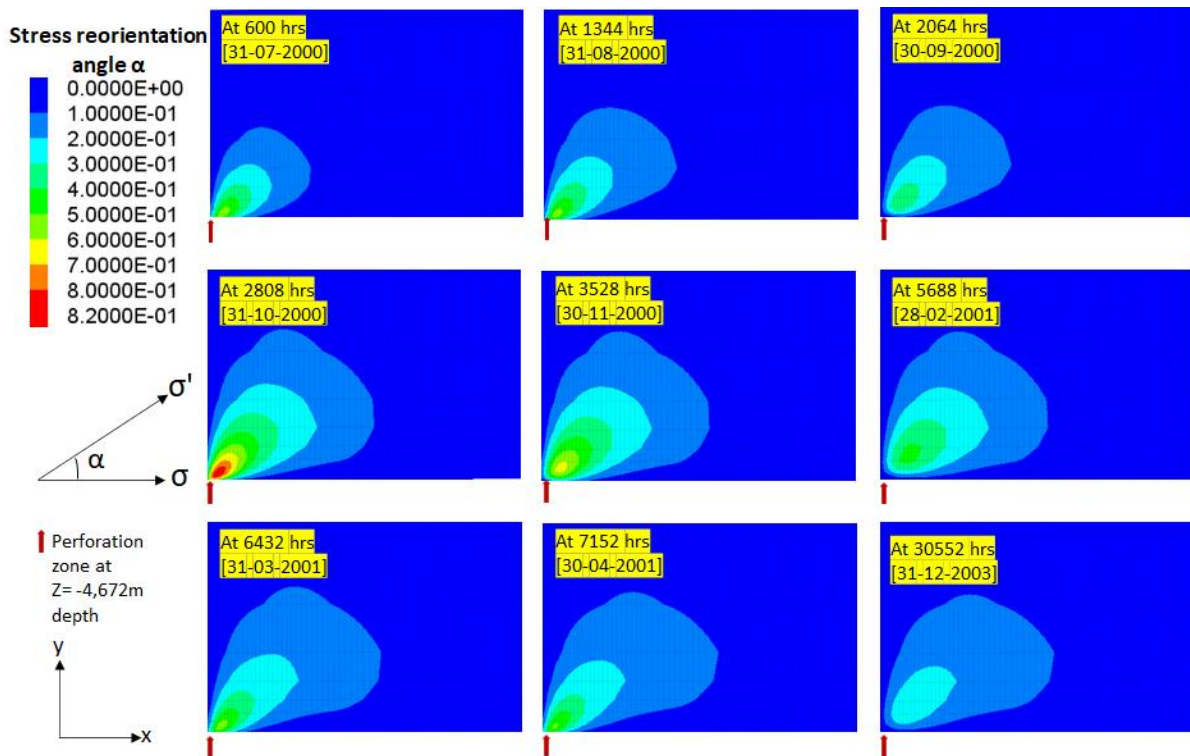 Stress reorientation
angle α
0.0000E+00
1.0000E-01
2.0000E-01
3.0000E-01
4.0000E-01
5.0000E-01
6.0000E-01
7.0000E-01
8.0000E-01
8.2000E-01
At 600 hrs
[31-07-2000]
At 1344 hrs
[31-08-2000]
At 2064 hrs
[30-09-2000]
At 2808 hrs
[31-10-2000]
At 3528 hrs
[30-11-2000]
At 5688 hrs
[28-02-2001]
σ'
α
σ
At 6432 hrs
[31-03-2001]
At 7152 hrs
[30-04-2001]
At 30552 hrs
[31-12-2003]
Perforation
zone at
Z= -4,672m
depth
y
x